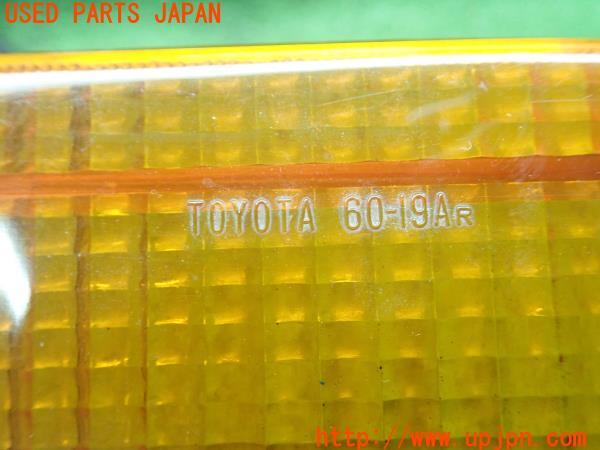 USED PARTS JAPAN
TOYOTA 60-19AR
http://www.upjpn.com